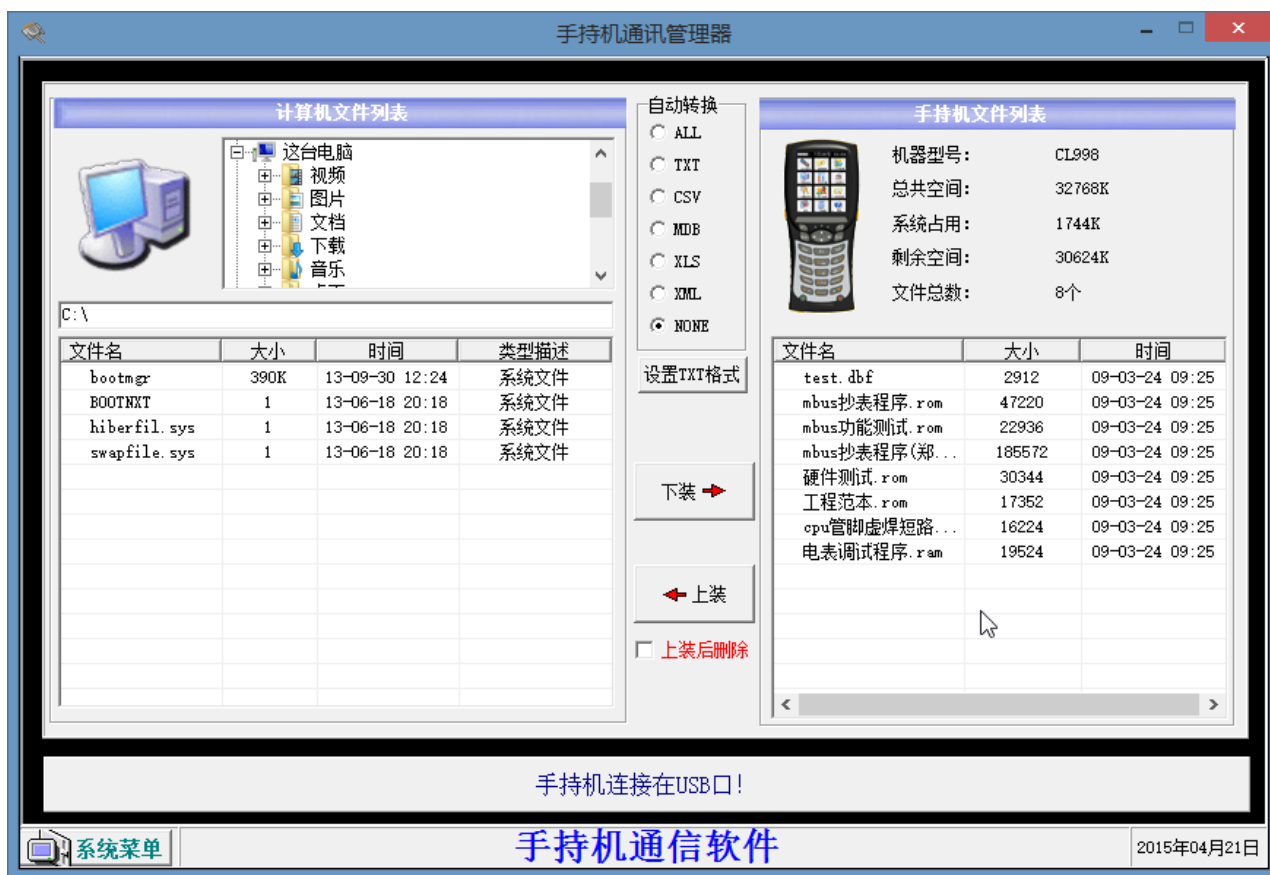 手持机通讯管理器
计算机文件列表
这台电脑
视频
图片
文档
下载
音乐
C:\
文件名 大小 时间 类型描述
bootmgr 390K 13-09-30 12:24 系统文件
BOOTNXT 1 13-06-18 20:18 系统文件
hiberfil.sys 1 13-06-18 20:18 系统文件
swapfile.sys 1 13-06-18 20:18 系统文件
自动转换
ALL
TXT
CSV
MDB
XLS
XML
NONE
设置TXT格式
下装
上装
上装后删除
手持机文件列表
机器型号: CL998
总共空间: 32768K
系统占用: 1744K
剩余空间: 30624K
文件总数: 8个
文件名 大小 时间
test.dbf 2912 09-03-24 09:25
mbus抄表程序.rom 47220 09-03-24 09:25
mbus功能测试.rom 22936 09-03-24 09:25
mbus抄表程序(郑... 185572 09-03-24 09:25
硬件测试.rom 30344 09-03-24 09:25
工程范本.rom 17352 09-03-24 09:25
cpu管脚虚焊短路... 16224 09-03-24 09:25
电表调试程序.ram 19524 09-03-24 09:25
手持机连接在USB口!
系统菜单
手持机通信软件
2015年04月21日